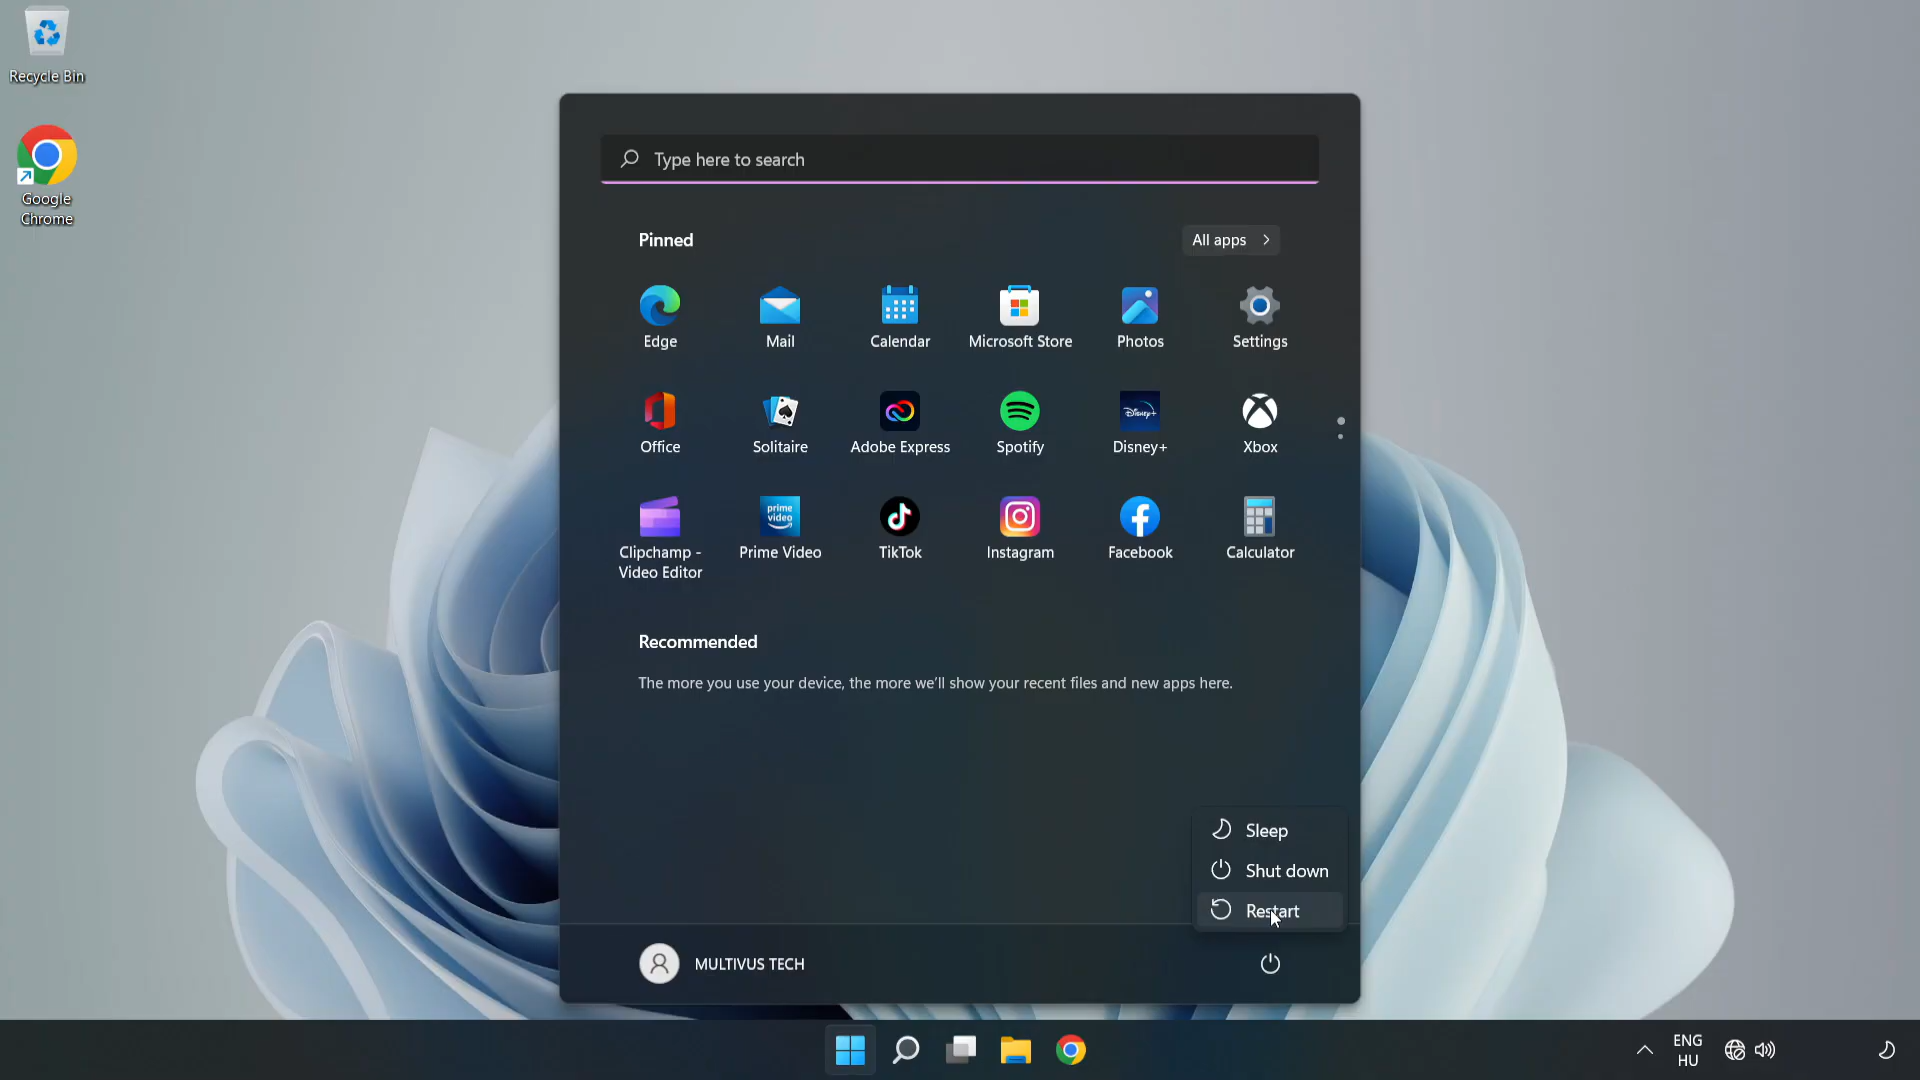 Recycle Bin
Google
Chrome
Type here to search
Pinned
All apps
Edge
Mail
Calendar
Microsoft Store
Photos
Settings
Office
Solitaire
Adobe Express
Disney+
Spotify
Disney+
Xbox
prime
video
Clipchamp -
Video Editor
Prime Video
TikTok
Instagram
Facebook
Calculator
Recommended
The more you use your device, the more we'll show your recent files and new apps here.
Sleep
Shut down
Restart
MULTIVUS TECH
ENG
HU